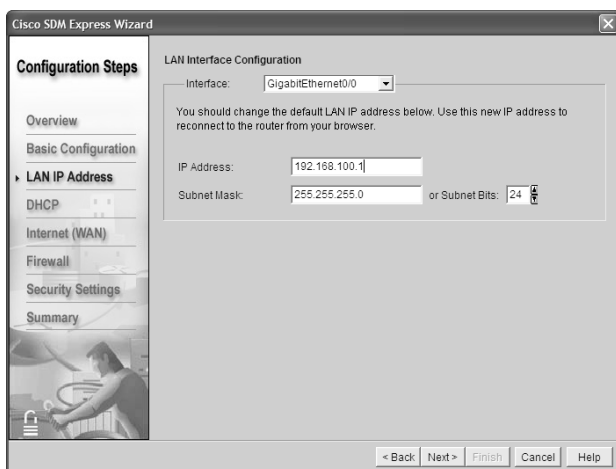 Cisco SDM Express Wizard
Configuration Steps
Overview
Basic Configuration
LAN IP Address
DHCP
Internet (WAN)
Firewall
Security Settings
Summary
LAN Interface Configuration
Interface: GigabitEthernet0/0
You should change the default LAN IP address below. Use this new IP address to
reconnect to the router from your browser.
IP Address: 192.168.100.1
Subnet Mask: 255.255.255.0 or Subnet Bits: 24
< Back Next > Finish Cancel Help